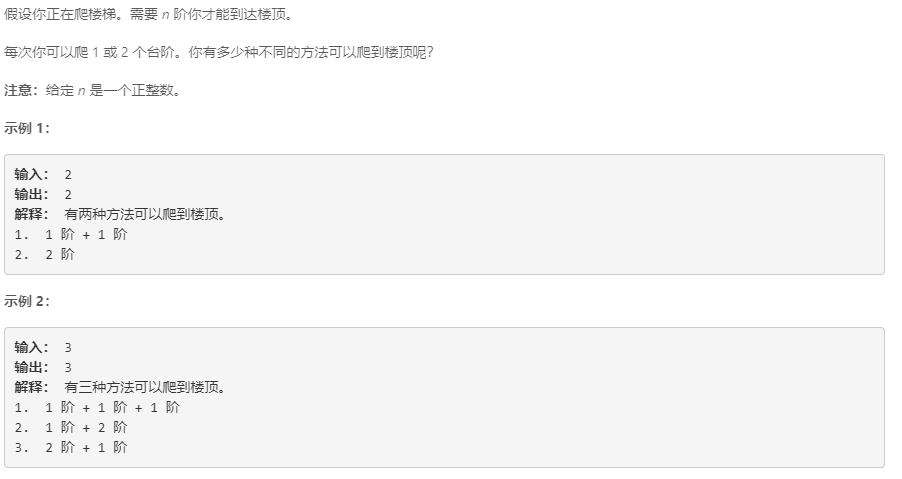 假设你正在爬楼梯。需要 n 阶你才能到达楼顶。
每次你可以爬 1 或 2 个台阶。你有多少种不同的方法可以爬到楼顶呢?
注意：给定 n 是一个正整数。
示例 1：
输入： 2
输出： 2
解释： 有两种方法可以爬到楼顶。
1. 1 阶 + 1 阶
2. 2 阶
示例 2：
输入： 3
输出： 3
解释： 有三种方法可以爬到楼顶。
1. 1 阶 + 1 阶 + 1 阶
2. 1 阶 + 2 阶
3. 2 阶 + 1 阶